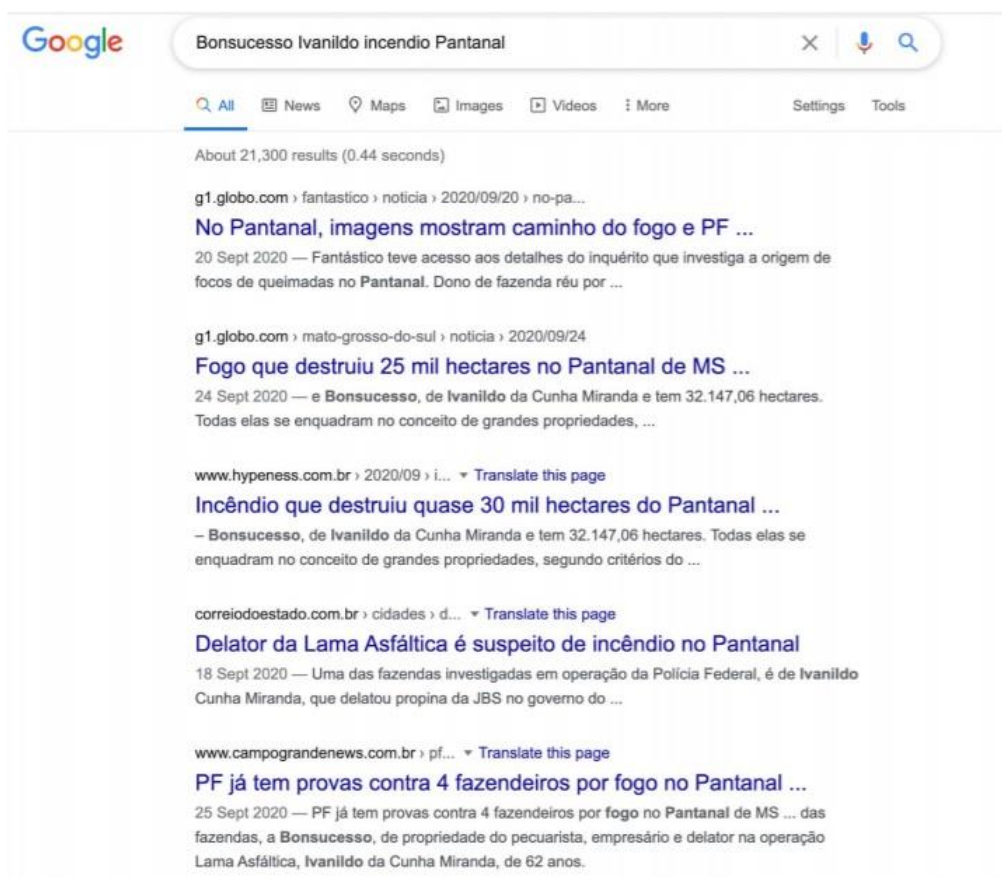 Google
Bonsucesso Ivanildo incendio Pantanal
All News Maps Images Videos More Settings Tools
About 21,300 results (0.44 seconds)
g1.globo.com › fantastico › noticia › 2020/09/20 › no-pa...
No Pantanal, imagens mostram caminho do fogo e PF ...
20 Sept 2020 — Fantástico teve acesso aos detalhes do inquérito que investiga a origem de
focos de queimadas no Pantanal. Dono de fazenda réu por ...
g1.globo.com › mato-grosso-do-sul › noticia › 2020/09/24
Fogo que destruiu 25 mil hectares no Pantanal de MS ...
24 Sept 2020 — e Bonsucesso, de Ivanildo da Cunha Miranda e tem 32.147,06 hectares.
Todas elas se enquadram no conceito de grandes propriedades, ...
www.hypeness.com.br › 2020/09 › i... Translate this page
Incêndio que destruiu quase 30 mil hectares do Pantanal ...
– Bonsucesso, de Ivanildo da Cunha Miranda e tem 32.147,06 hectares. Todas elas se
enquadram no conceito de grandes propriedades, segundo critérios do ...
correiodoestado.com.br › cidades › d... Translate this page
Delator da Lama Asfáltica é suspeito de incêndio no Pantanal
18 Sept 2020 — Uma das fazendas investigadas em operação da Polícia Federal, é de Ivanildo
Cunha Miranda, que delatou propina da JBS no governo do ...
www.campograndenews.com.br › pf... Translate this page
PF já tem provas contra 4 fazendeiros por fogo no Pantanal ...
25 Sept 2020 — PF já tem provas contra 4 fazendeiros por fogo no Pantanal de MS ... das
fazendas, a Bonsucesso, de propriedade do pecuarista, empresário e delator na operação
Lama Asfáltica, Ivanildo da Cunha Miranda, de 62 anos.